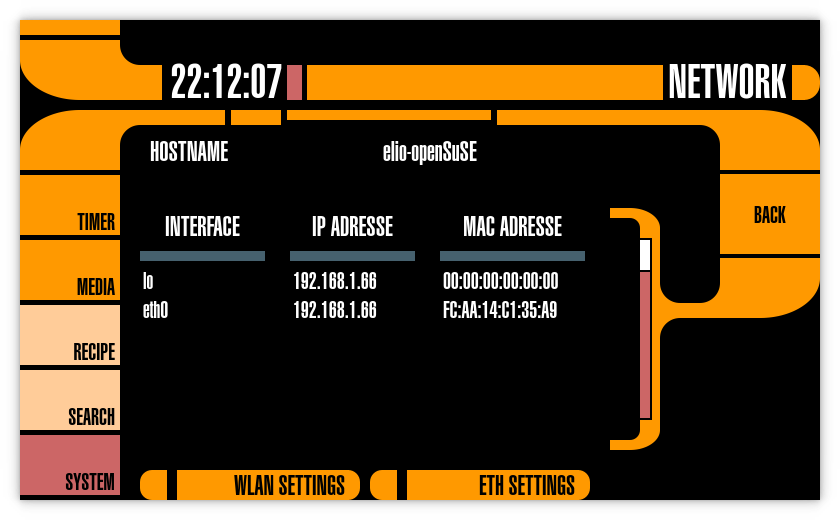 22:12:07 NETWORK
HOSTNAME elio-openSuSE
BACK
TIMER
INTERFACE IP ADRESSE MAC ADRESSE
lo 192.168.1.66 00:00:00:00:00:00
MEDIA
eth0 192.168.1.66 FC:AA:14:C1:35:A9
RECIPE
SEARCH
SYSTEM
WLAN SETTINGS ETH SETTINGS